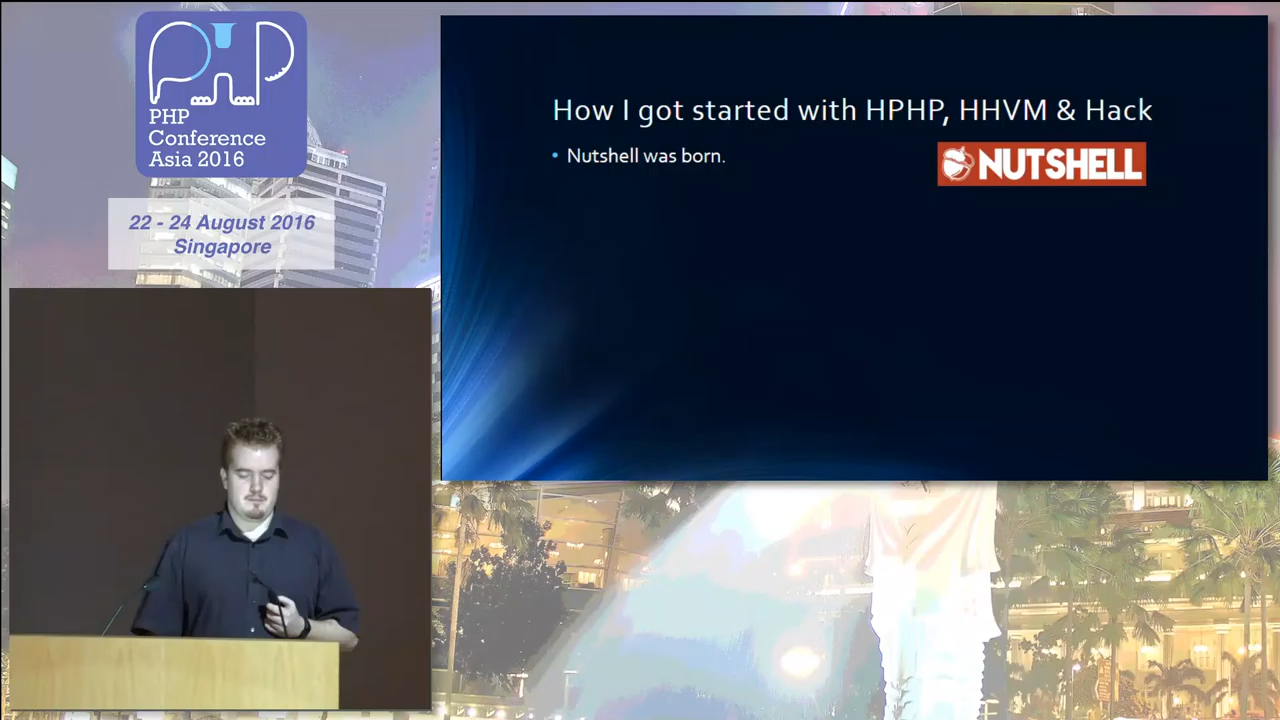 PHP
Conference
Asia 2016
22 - 24 August 2016
Singapore
How I got started with HPHP, HHVM & Hack
• Nutshell was born.
NUTSHELL